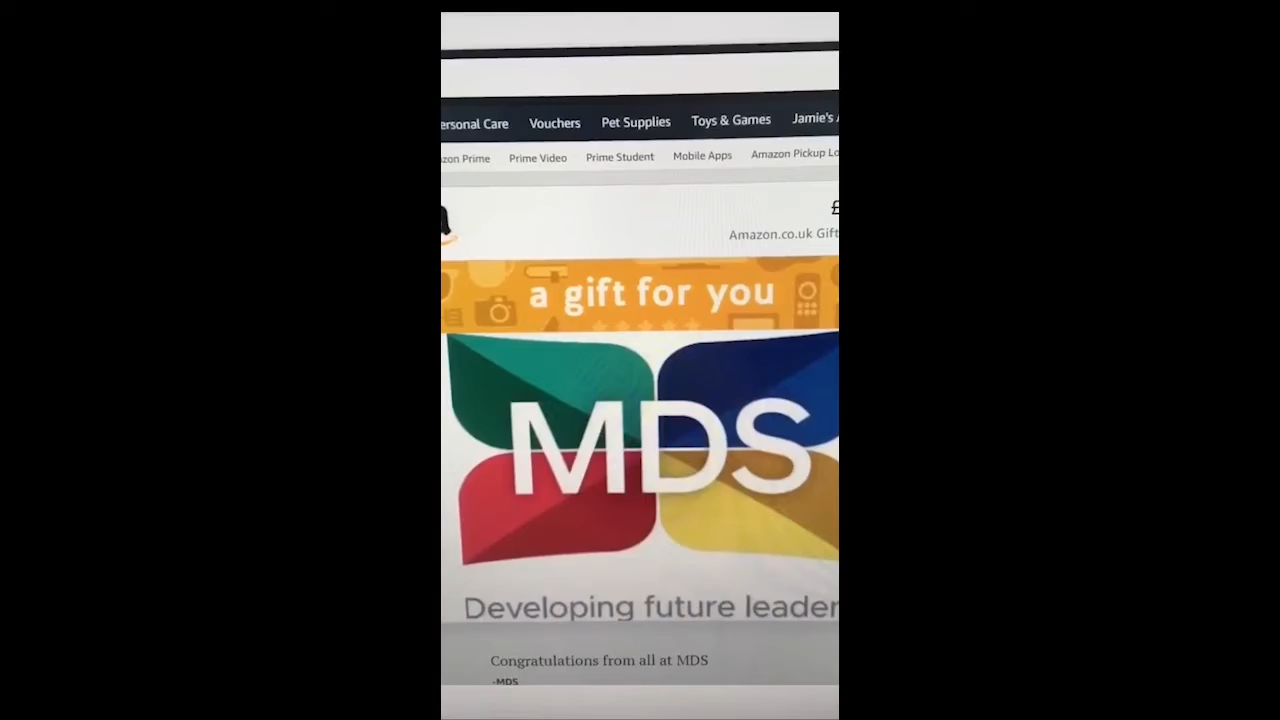 ersonal Care Vouchers Pet Supplies Toys & Games Jamie's
zon Prime Prime Video Prime Student Mobile Apps Amazon Pickup Lo
£
Amazon.co.uk Gift
a gift for you
MDS
Developing future leader
Congratulations from all at MDS
-MDS